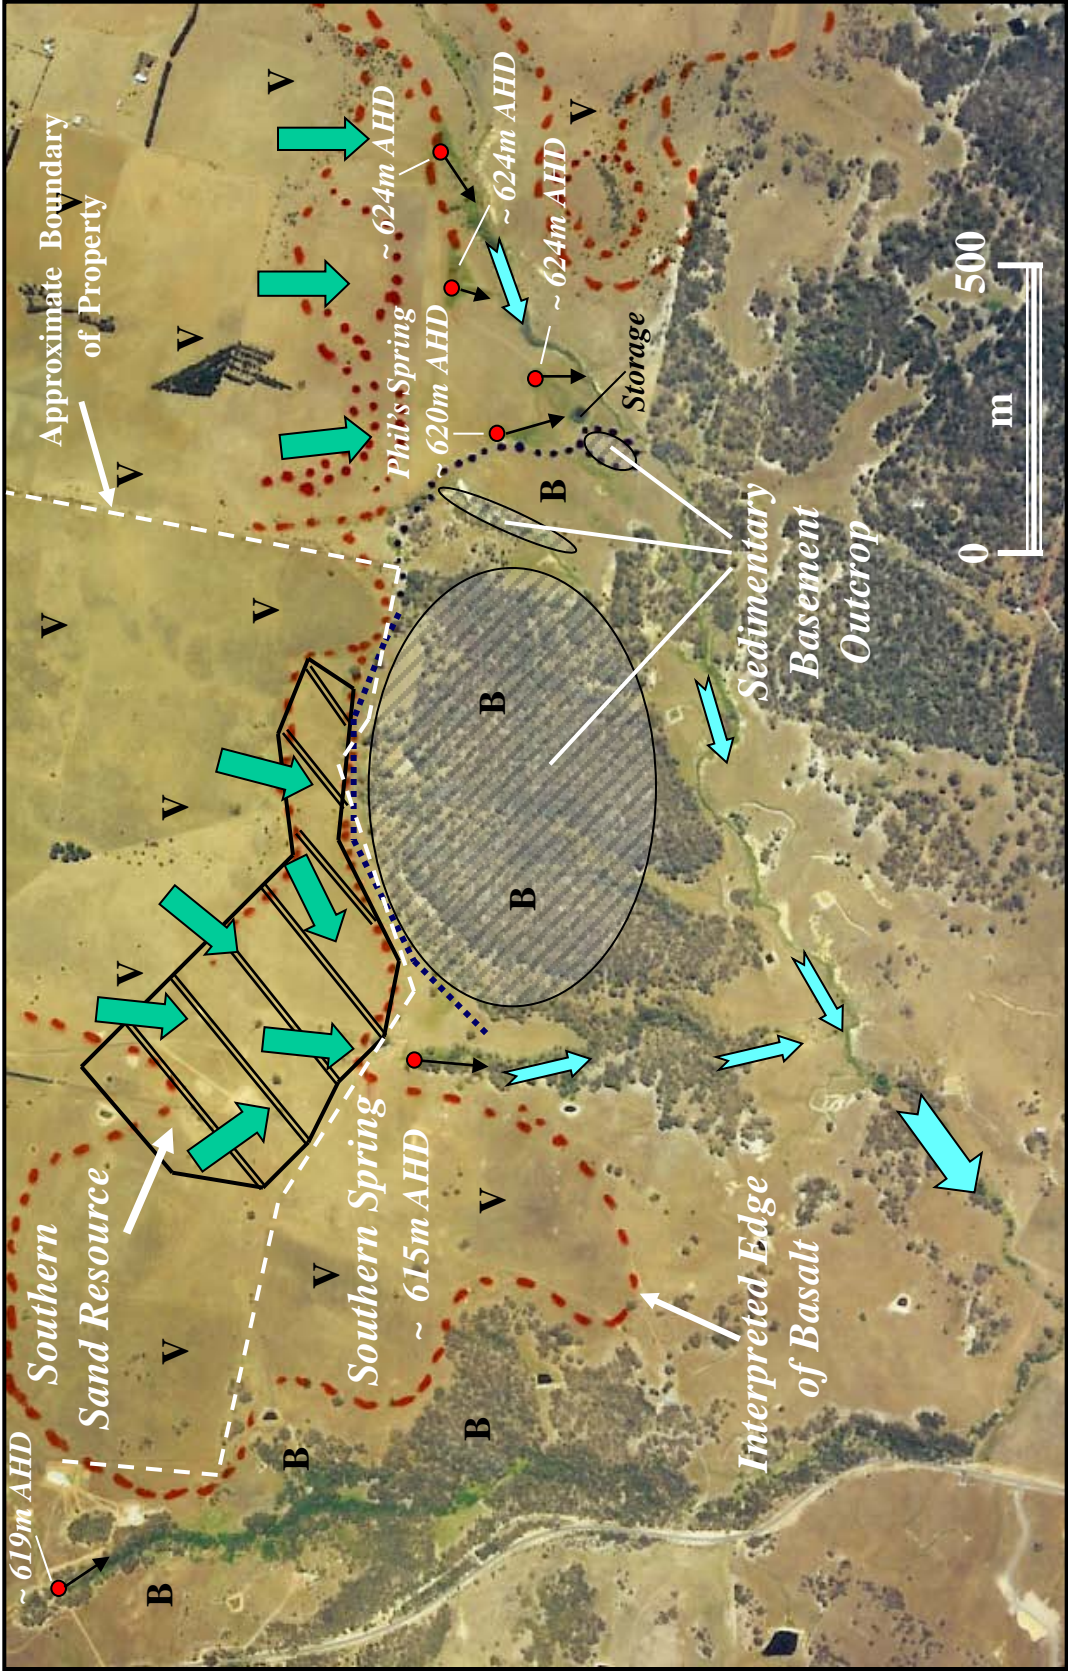 ~ 619m AHD
Southern
Sand Resource
Approximate Boundary
of Property
V
V
V
V
V
V
V
V
V
V
V
V
B
B
B
B
B
B
Southern Spring
~ 615m AHD
Phil's Spring
~ 620m AHD
~ 624m AHD
~ 624m AHD
~ 624m AHD
Storage
Interpreted Edge
of Basalt
Sedimentary
Basement
Outcrop
0
m
500